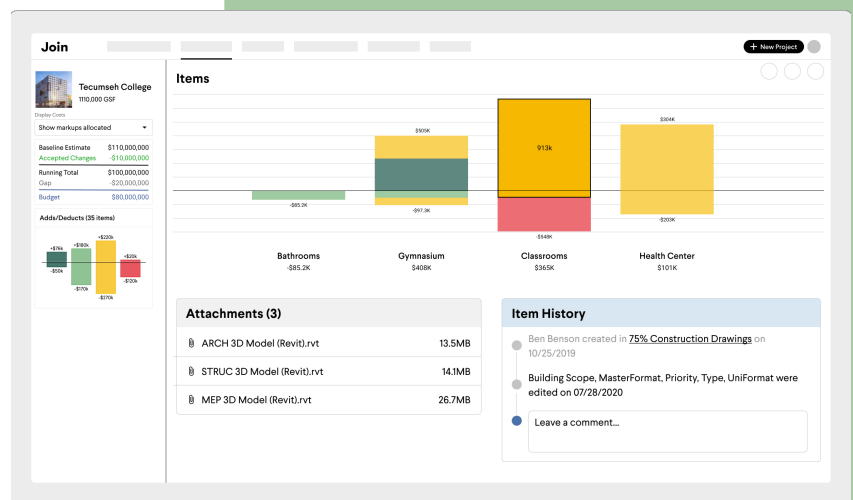 Join
+ New Project
Tecumseh College
1110,000 GSF
Display Costs
Show markups allocated
Baseline Estimate $110,000,000
Accepted Changes -$10,000,000
Running Total $100,000,000
Gap -$20,000,000
Budget $80,000,000
Adds/Deducts (35 items)
+$220k
+$76k +$180k +$20k
-$50k -$120k
-$170k
-$270k
Items
$505K
913k
$304K
-$85.2K
-$97.3K
-$203K
-$548K
Bathrooms Gymnasium Classrooms Health Center
-$85.2K $408K $365K $101K
Attachments (3)
ARCH 3D Model (Revit).rvt 13.5MB
STRUC 3D Model (Revit).rvt 14.1MB
MEP 3D Model (Revit).rvt 26.7MB
Item History
Ben Benson created in 75% Construction Drawings on
10/25/2019
Building Scope, MasterFormat, Priority, Type, UniFormat were
edited on 07/28/2020
Leave a comment...